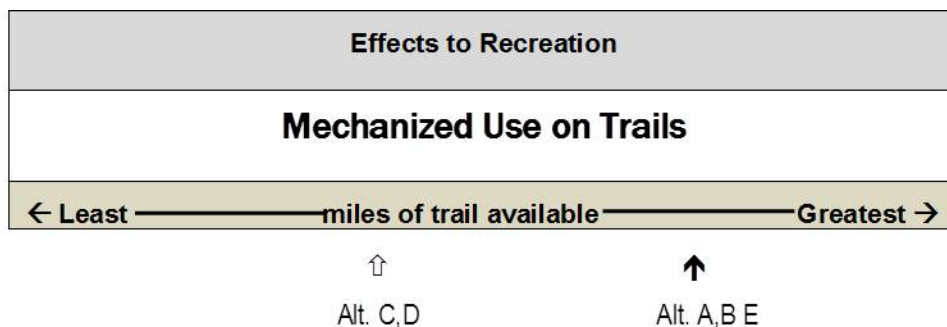 Effects to Recreation
Mechanized Use on Trails
← Least miles of trail available Greatest →
⇧ ↑
Alt. C,D Alt. A,B E